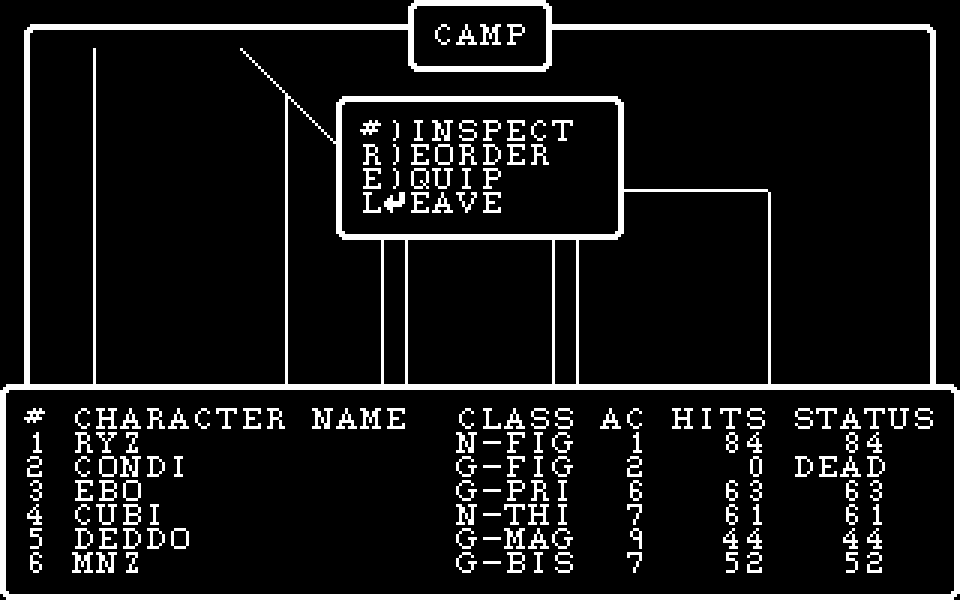 CAMP
#)INSPECT
R)EORDER
E)QUIP
L↵EAVE
# CHARACTER NAME CLASS AC HITS STATUS
1 RYZ N-FIG 1 84 84
2 CONDI G-FIG 2 0 DEAD
3 EBO G-PRI 6 63 63
4 CUBI N-THI 7 61 61
5 DEDDO G-MAG 9 44 44
6 MNZ G-BIS 7 52 52